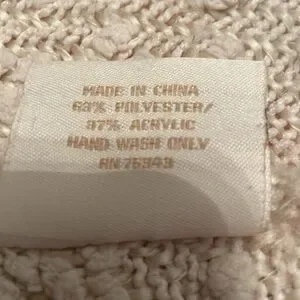 MADE IN CHINA
63% POLYESTER/
37% ACRYLIC
HAND WASH ONLY
RN 75343